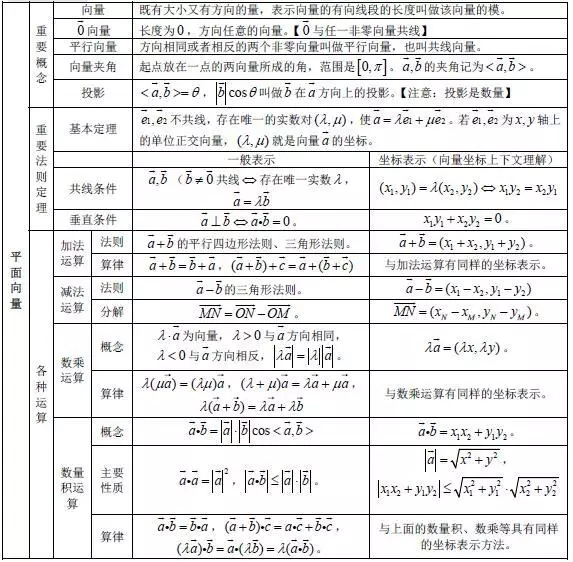 平面向量
重要概念
向量
既有大小又有方向的量，表示向量的有向线段的长度叫做该向量的模。
0⃗向量
长度为0，方向任意的向量。【0⃗与任一非零向量共线】
平行向量
方向相同或者相反的两个非零向量叫做平行向量，也叫共线向量。
向量夹角
起点放在一点的两向量所成的角，范围是[0,π]。a⃗,b⃗的夹角记为<a⃗,b⃗>。
投影
<a⃗,b⃗>=θ，|b⃗|cosθ叫做b⃗在a⃗方向上的投影。【注意：投影是数量】
重要法则定理
基本定理
e⃗₁,e⃗₂不共线，存在唯一的实数对(λ,μ)，使a⃗=λe⃗₁+μe⃗₂。若e⃗₁,e⃗₂为x,y轴上
的单位正交向量，(λ,μ)就是向量a⃗的坐标。
一般表示
坐标表示（向量坐标上下文理解）
共线条件
a⃗,b⃗（b⃗≠0⃗共线⇔存在唯一实数λ，
a⃗=λb⃗
(x₁,y₁)=λ(x₂,y₂)⇔x₁y₂=x₂y₁
垂直条件
a⃗⊥b⃗⇔a⃗•b⃗=0。
x₁y₁+x₂y₂=0。
各种运算
加法运算
法则
a⃗+b⃗的平行四边形法则、三角形法则。
a⃗+b⃗=(x₁+x₂,y₁+y₂)。
算律
a⃗+b⃗=b⃗+a⃗，(a⃗+b⃗)+c⃗=a⃗+(b⃗+c⃗)
与加法运算有同样的坐标表示。
减法运算
法则
a⃗−b⃗的三角形法则。
a⃗−b⃗=(x₁−x₂,y₁−y₂)
分解
MN⃗=ON⃗−OM⃗。
MN⃗=(x_N−x_M,y_N−y_M)。
数乘运算
概念
λ·a⃗为向量，λ>0与a⃗方向相同，
λ<0与a⃗方向相反，|λa⃗|=|λ||a⃗|。
λa⃗=(λx,λy)。
算律
λ(μa⃗)=(λμ)a⃗，(λ+μ)a⃗=λa⃗+μa⃗，
λ(a⃗+b⃗)=λa⃗+λb⃗
与数乘运算有同样的坐标表示。
数量积运算
概念
a⃗•b⃗=|a⃗|·|b⃗|cos<a⃗,b⃗>
a⃗•b⃗=x₁x₂+y₁y₂。
主要性质
a⃗•a⃗=|a⃗|²，|a⃗•b⃗|≤|a⃗|·|b⃗|。
|a⃗|=√(x²+y²)，
|x₁x₂+y₁y₂|≤√(x₁²+y₁²)·√(x₂²+y₂²)
算律
a⃗•b⃗=b⃗•a⃗，(a⃗+b⃗)•c⃗=a⃗•c⃗+b⃗•c⃗，
(λa⃗)•b⃗=a⃗•(λb⃗)=λ(a⃗•b⃗)。
与上面的数量积、数乘等具有同样
的坐标表示方法。